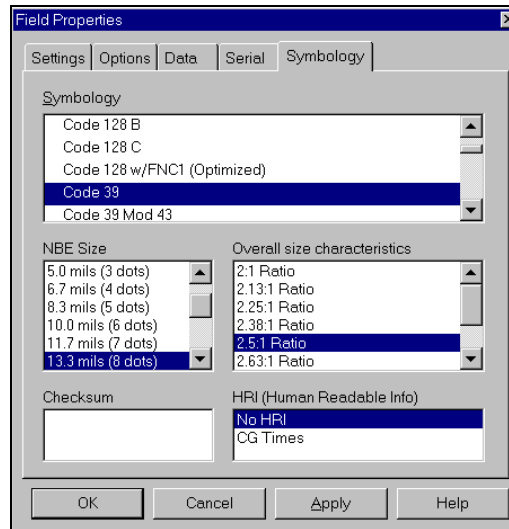 Field Properties
Settings Options Data Serial Symbology
Symbology
Code 128 B
Code 128 C
Code 128 w/FNC1 (Optimized)
Code 39
Code 39 Mod 43
NBE Size
5.0 mils (3 dots)
6.7 mils (4 dots)
8.3 mils (5 dots)
10.0 mils (6 dots)
11.7 mils (7 dots)
13.3 mils (8 dots)
Overall size characteristics
2:1 Ratio
2.13:1 Ratio
2.25:1 Ratio
2.38:1 Ratio
2.5:1 Ratio
2.63:1 Ratio
Checksum
HRI (Human Readable Info)
No HRI
CG Times
OK Cancel Apply Help